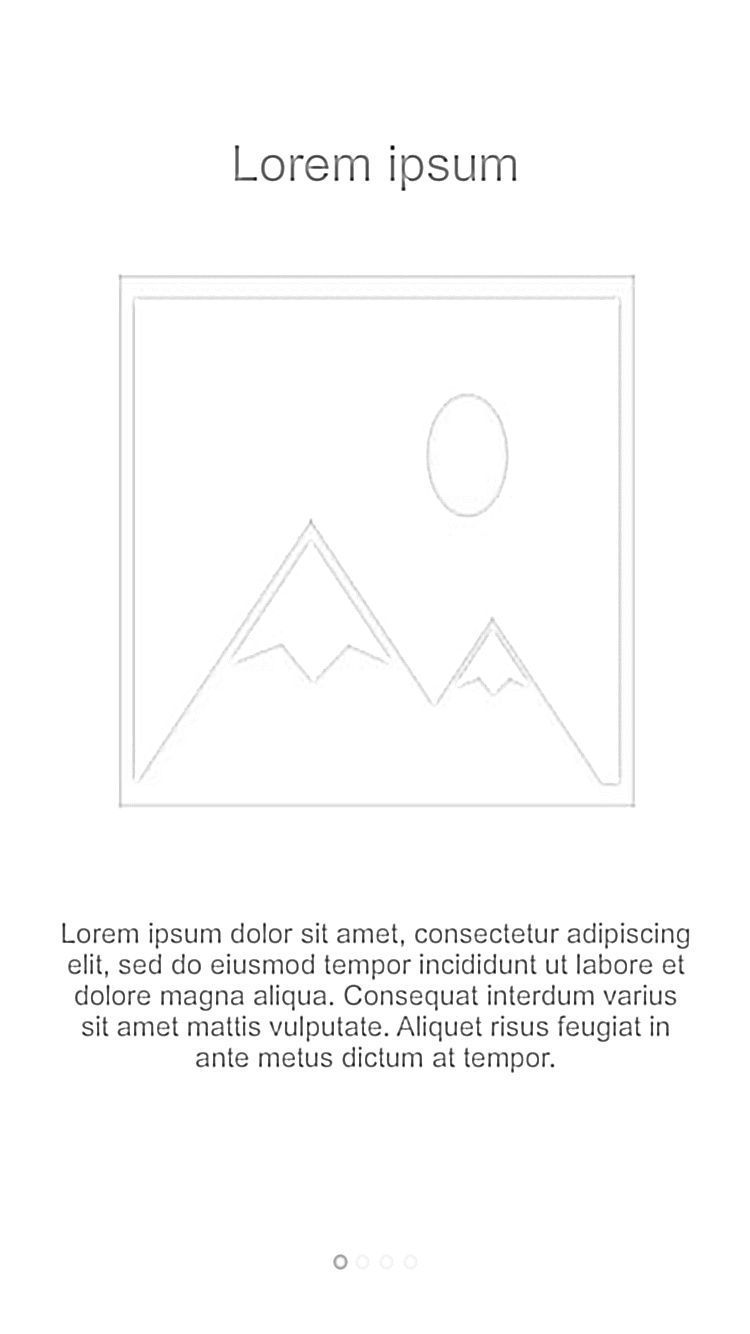 Lorem ipsum
Lorem ipsum dolor sit amet, consectetur adipiscing
elit, sed do eiusmod tempor incididunt ut labore et
dolore magna aliqua. Consequat interdum varius
sit amet mattis vulputate. Aliquet risus feugiat in
ante metus dictum at tempor.